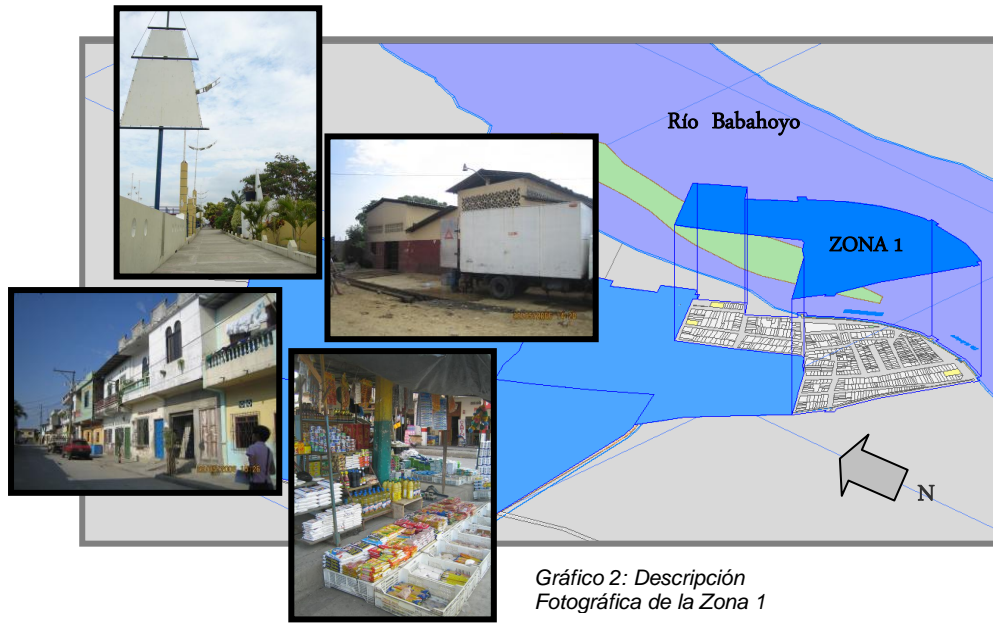 Río Babahoyo
ZONA 1
N
Gráfico 2: Descripción
Fotográfica de la Zona 1